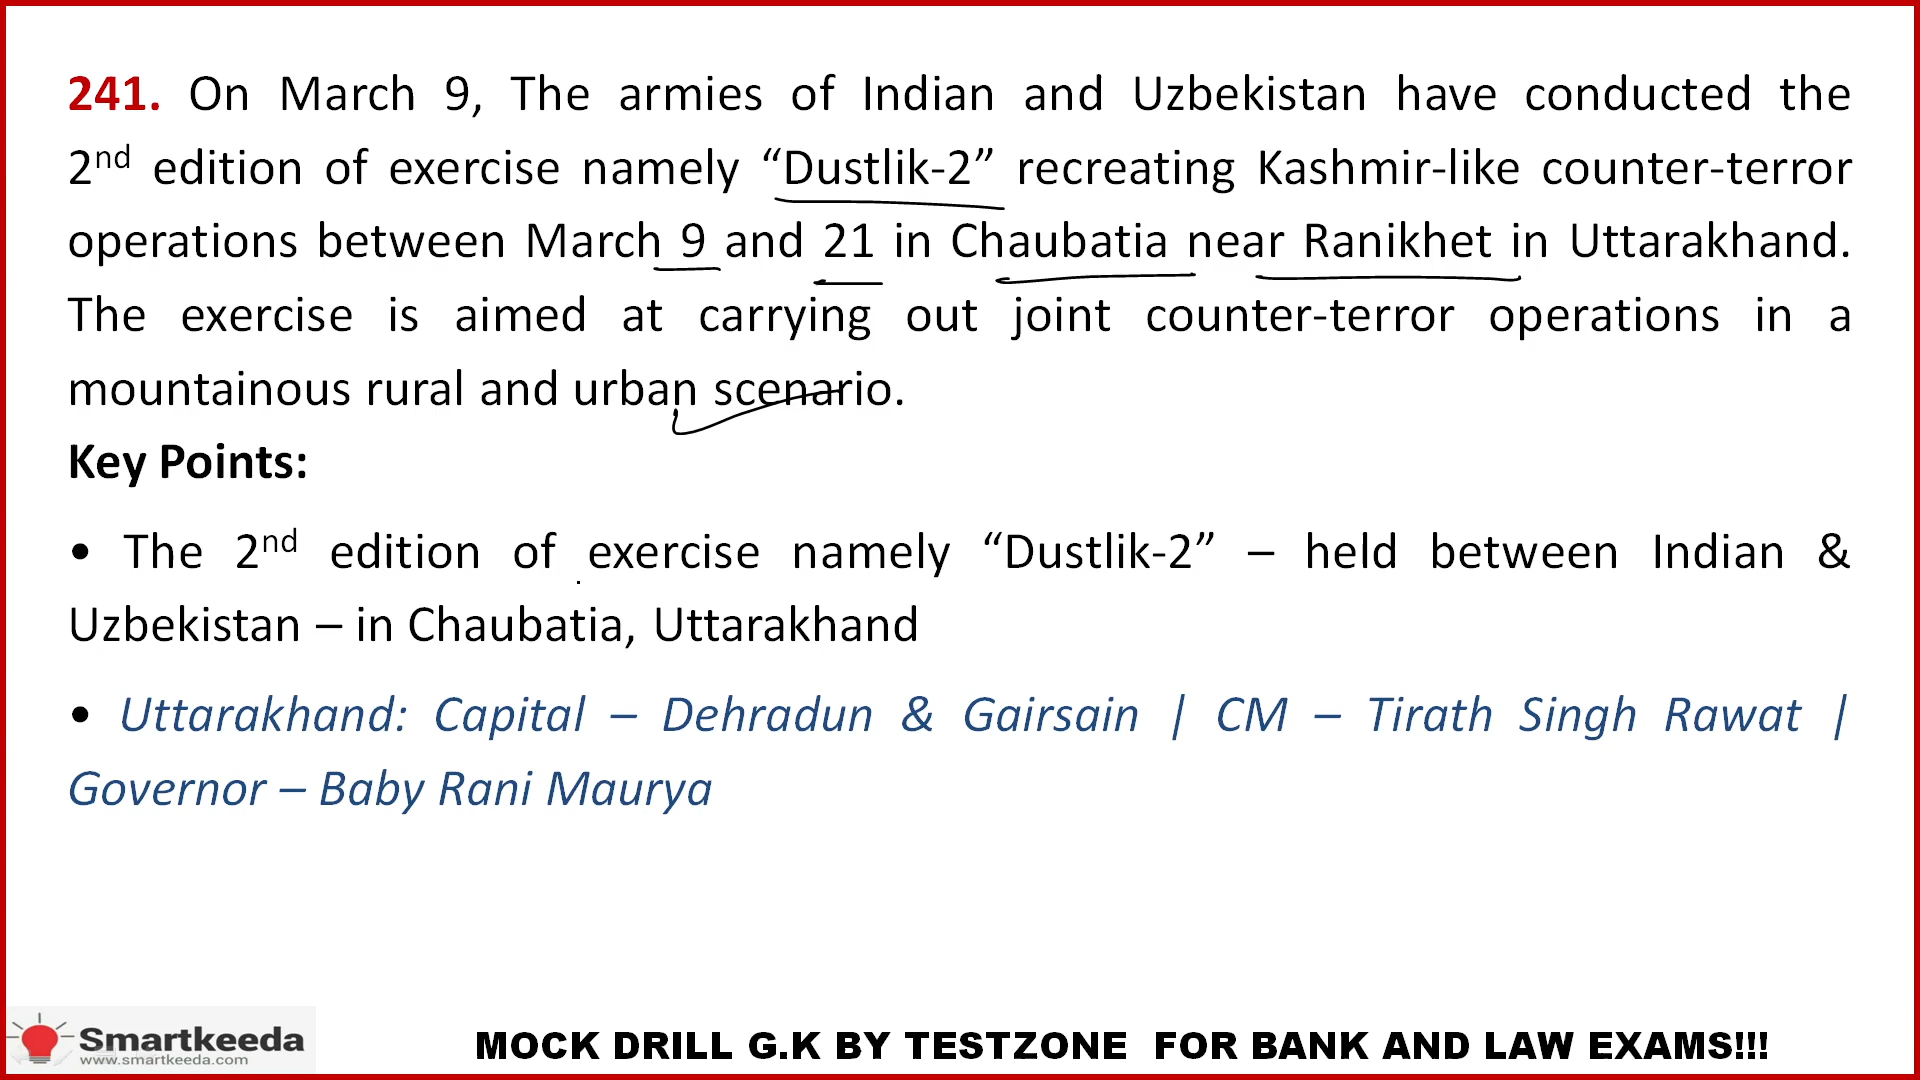 241. On March 9, The armies of Indian and Uzbekistan have conducted the
2nd edition of exercise namely “Dustlik-2” recreating Kashmir-like counter-terror
operations between March 9 and 21 in Chaubatia near Ranikhet in Uttarakhand.
The exercise is aimed at carrying out joint counter-terror operations in a
mountainous rural and urban scenario.
Key Points:
• The 2nd edition of exercise namely “Dustlik-2” – held between Indian &
Uzbekistan – in Chaubatia, Uttarakhand
• Uttarakhand: Capital – Dehradun & Gairsain | CM – Tirath Singh Rawat |
Governor – Baby Rani Maurya
Smartkeeda
www.smartkeeda.com
MOCK DRILL G.K BY TESTZONE FOR BANK AND LAW EXAMS!!!